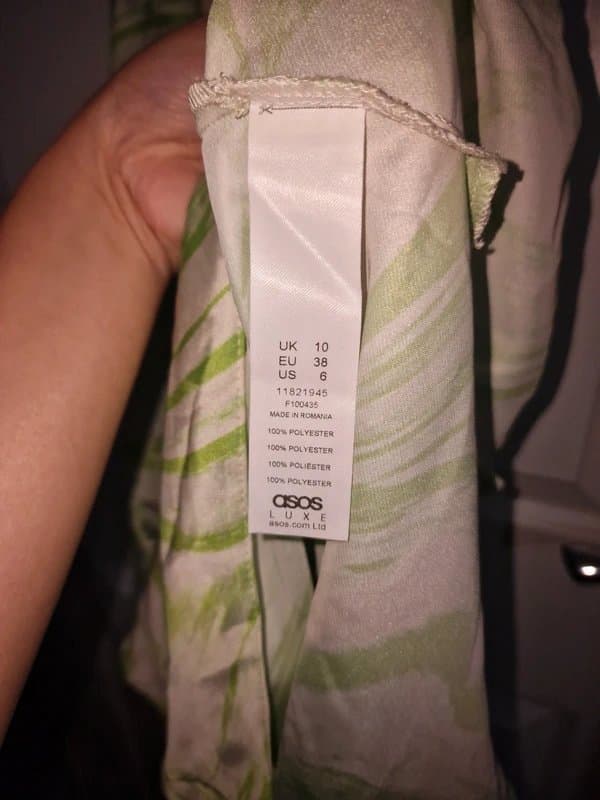 UK 10
EU 38
US 6
11821945
F100435
MADE IN ROMANIA
100% POLYESTER
100% POLYESTER
100% POLIÉSTER
100% POLYESTER
asos
LUXE
asos.com Ltd